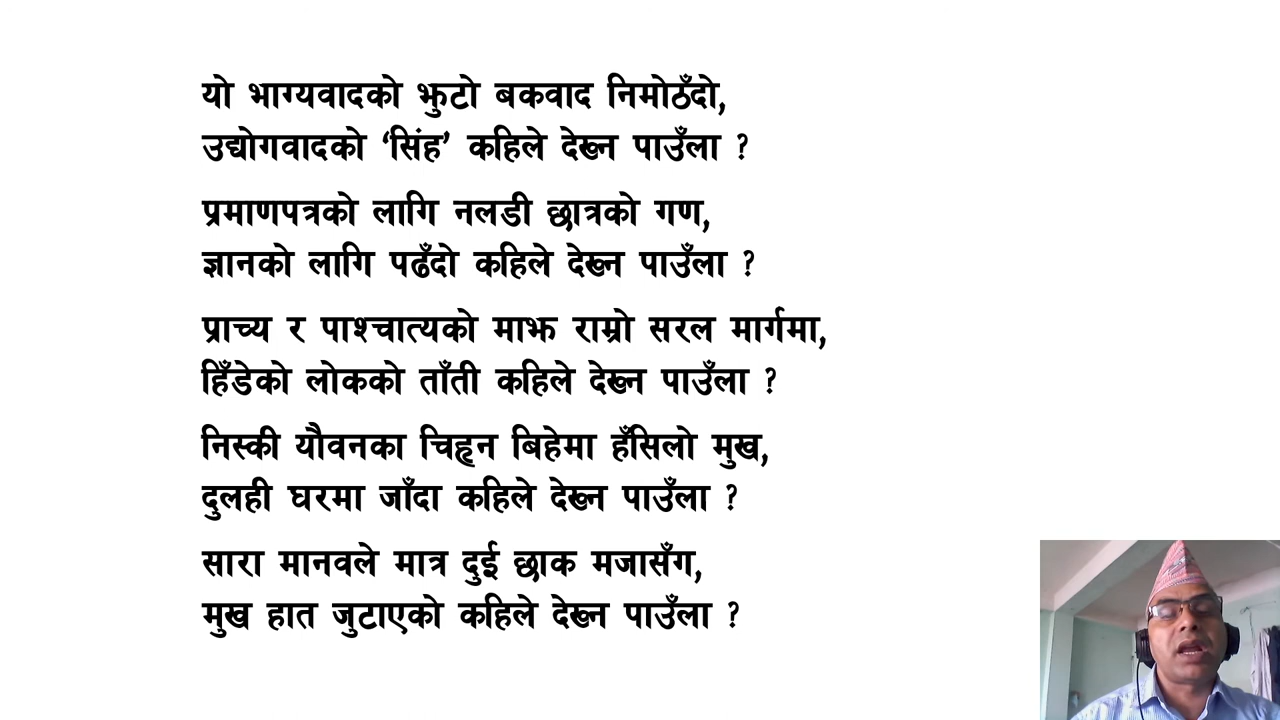 यो भाग्यवादको झुटो बकवाद निमोठँदो,
उद्योगवादको ‘सिंह’ कहिले देख्न पाउँला ?
प्रमाणपत्रको लागि नलडी छात्रको गण,
ज्ञानको लागि पढँदो कहिले देख्न पाउँला ?
प्राच्य र पाश्चात्यको माझ राम्रो सरल मार्गमा,
हिँडेको लोकको ताँती कहिले देख्न पाउँला ?
निस्की यौवनका चिह्न बिहेमा हँसिलो मुख,
दुलही घरमा जाँदा कहिले देख्न पाउँला ?
सारा मानवले मात्र दुई छाक मजासँग,
मुख हात जुटाएको कहिले देख्न पाउँला ?